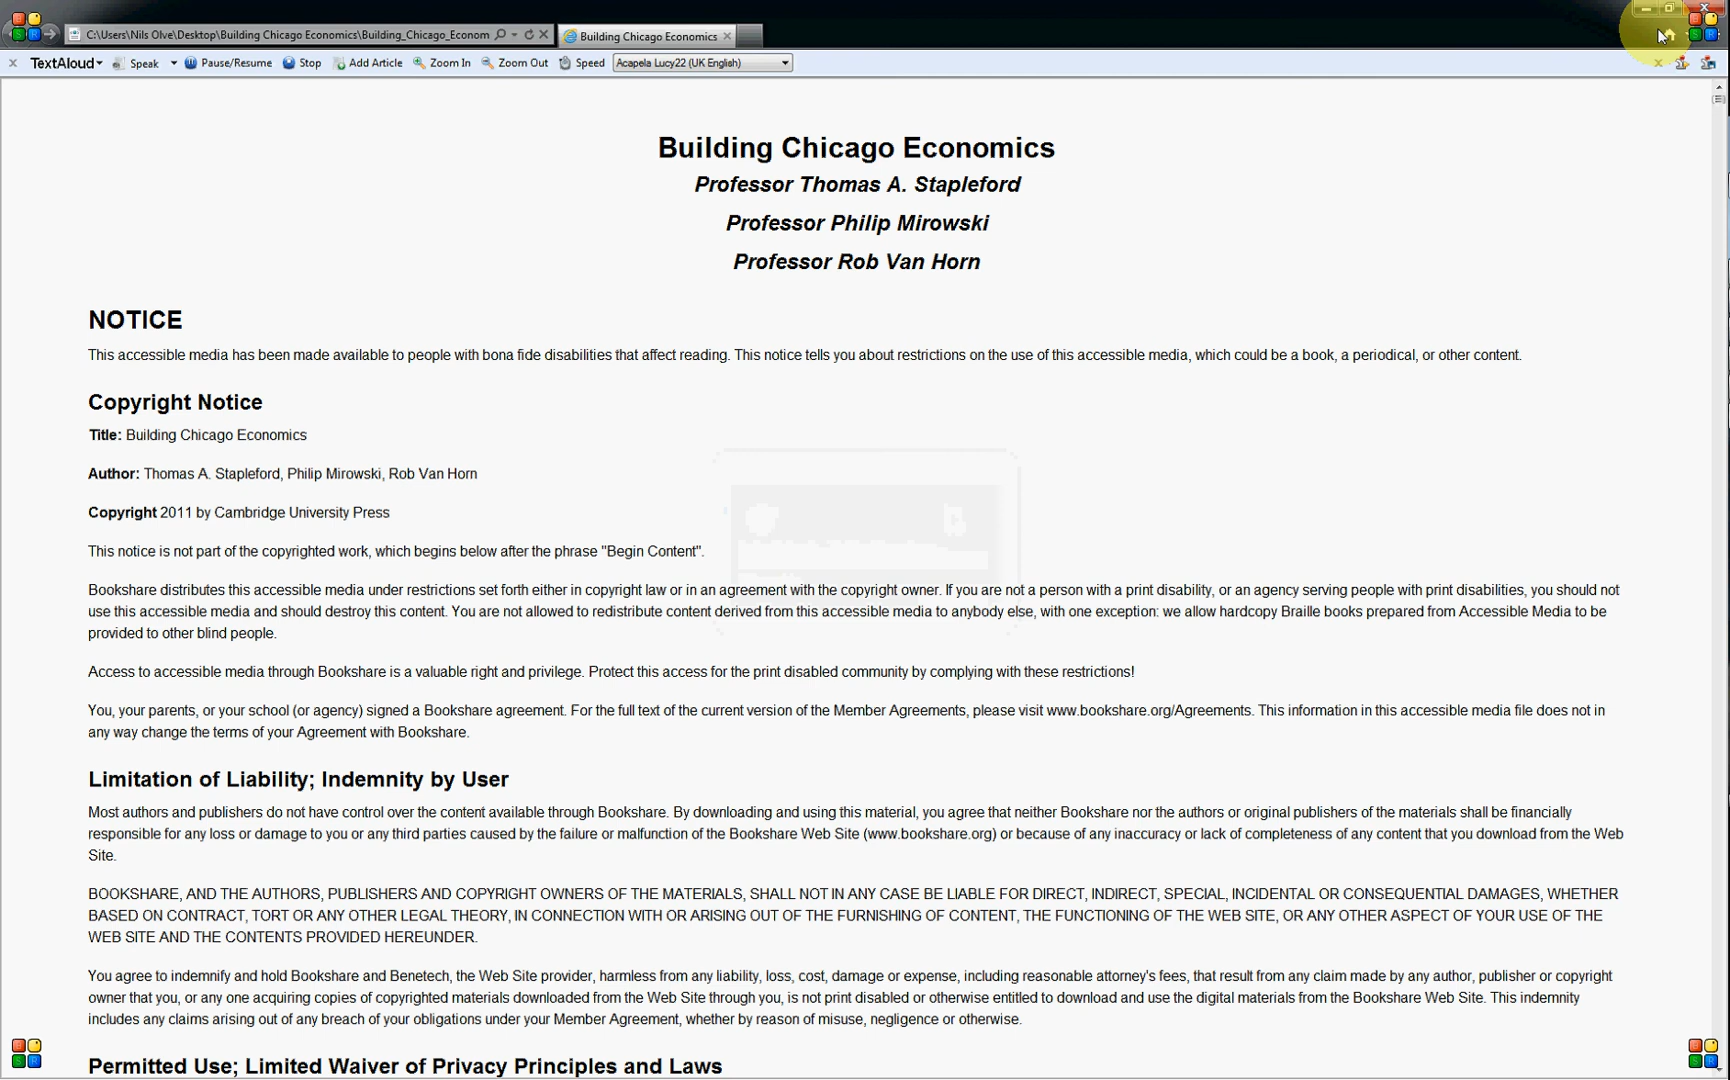 C:\Users\Nils Olve\Desktop\Building Chicago Economics\Building_Chicago_Econom
Building Chicago Economics
TextAloud
Speak
Pause/Resume
Stop
Add Article
Zoom In
Zoom Out
Speed
Acapela Lucy22 (UK English)
Building Chicago Economics
Professor Thomas A. Stapleford
Professor Philip Mirowski
Professor Rob Van Horn
NOTICE
This accessible media has been made available to people with bona fide disabilities that affect reading. This notice tells you about restrictions on the use of this accessible media, which could be a book, a periodical, or other content.
Copyright Notice
Title: Building Chicago Economics
Author: Thomas A. Stapleford, Philip Mirowski, Rob Van Horn
Copyright 2011 by Cambridge University Press
This notice is not part of the copyrighted work, which begins below after the phrase "Begin Content".
Bookshare distributes this accessible media under restrictions set forth either in copyright law or in an agreement with the copyright owner. If you are not a person with a print disability, or an agency serving people with print disabilities, you should not
use this accessible media and should destroy this content. You are not allowed to redistribute content derived from this accessible media to anybody else, with one exception: we allow hardcopy Braille books prepared from Accessible Media to be
provided to other blind people.
Access to accessible media through Bookshare is a valuable right and privilege. Protect this access for the print disabled community by complying with these restrictions!
You, your parents, or your school (or agency) signed a Bookshare agreement. For the full text of the current version of the Member Agreements, please visit www.bookshare.org/Agreements. This information in this accessible media file does not in
any way change the terms of your Agreement with Bookshare.
Limitation of Liability; Indemnity by User
Most authors and publishers do not have control over the content available through Bookshare. By downloading and using this material, you agree that neither Bookshare nor the authors or original publishers of the materials shall be financially
responsible for any loss or damage to you or any third parties caused by the failure or malfunction of the Bookshare Web Site (www.bookshare.org) or because of any inaccuracy or lack of completeness of any content that you download from the Web
Site.
BOOKSHARE, AND THE AUTHORS, PUBLISHERS AND COPYRIGHT OWNERS OF THE MATERIALS, SHALL NOT IN ANY CASE BE LIABLE FOR DIRECT, INDIRECT, SPECIAL, INCIDENTAL OR CONSEQUENTIAL DAMAGES, WHETHER
BASED ON CONTRACT, TORT OR ANY OTHER LEGAL THEORY, IN CONNECTION WITH OR ARISING OUT OF THE FURNISHING OF CONTENT, THE FUNCTIONING OF THE WEB SITE, OR ANY OTHER ASPECT OF YOUR USE OF THE
WEB SITE AND THE CONTENTS PROVIDED HEREUNDER.
You agree to indemnify and hold Bookshare and Benetech, the Web Site provider, harmless from any liability, loss, cost, damage or expense, including reasonable attorney's fees, that result from any claim made by any author, publisher or copyright
owner that you, or any one acquiring copies of copyrighted materials downloaded from the Web Site through you, is not print disabled or otherwise entitled to download and use the digital materials from the Bookshare Web Site. This indemnity
includes any claims arising out of any breach of your obligations under your Member Agreement, whether by reason of misuse, negligence or otherwise.
Permitted Use; Limited Waiver of Privacy Principles and Laws